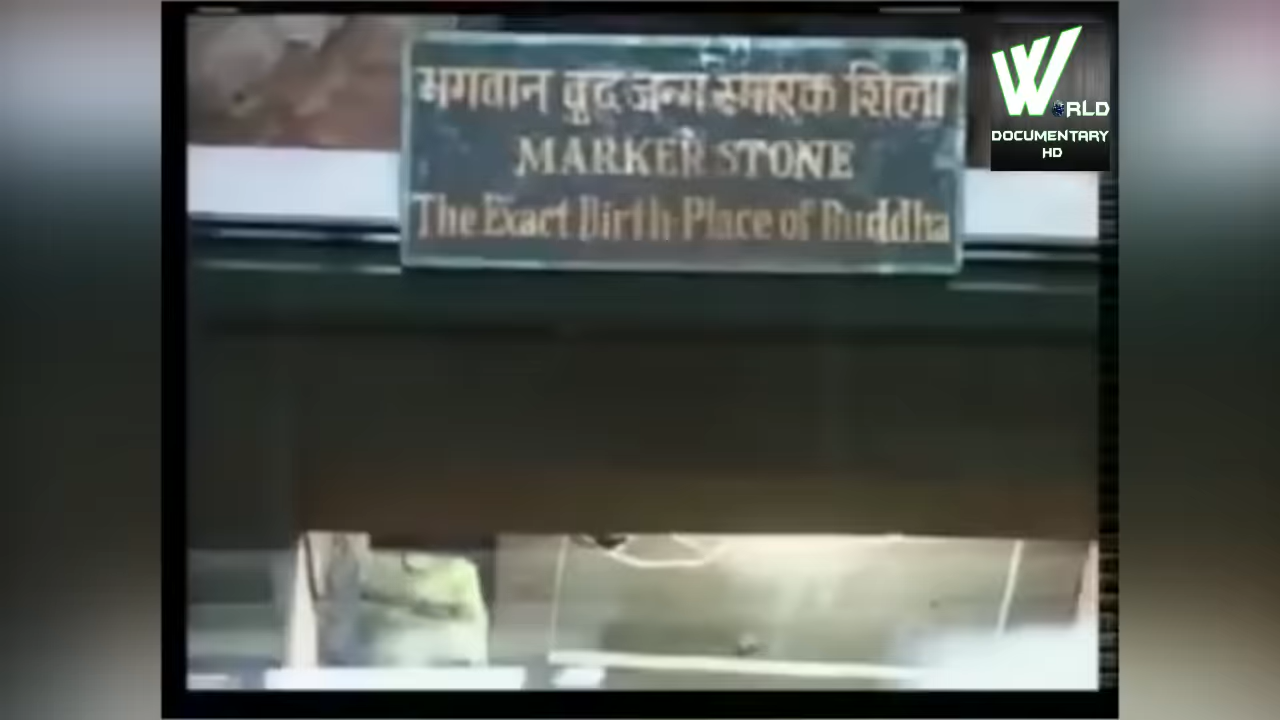 भगवान बुद्ध जन्म स्मारक शिला
MARKER STONE
The Exact Birth-Place of Buddha
WORLD
DOCUMENTARY
HD